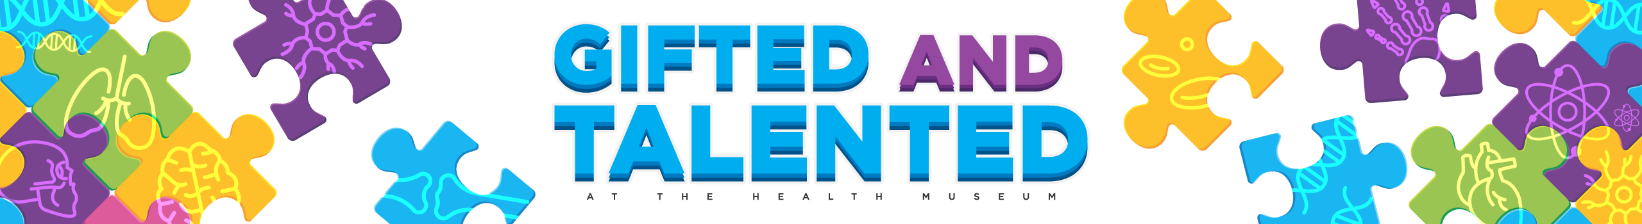 GIFTED AND
TALENTED
AT THE HEALTH MUSEUM